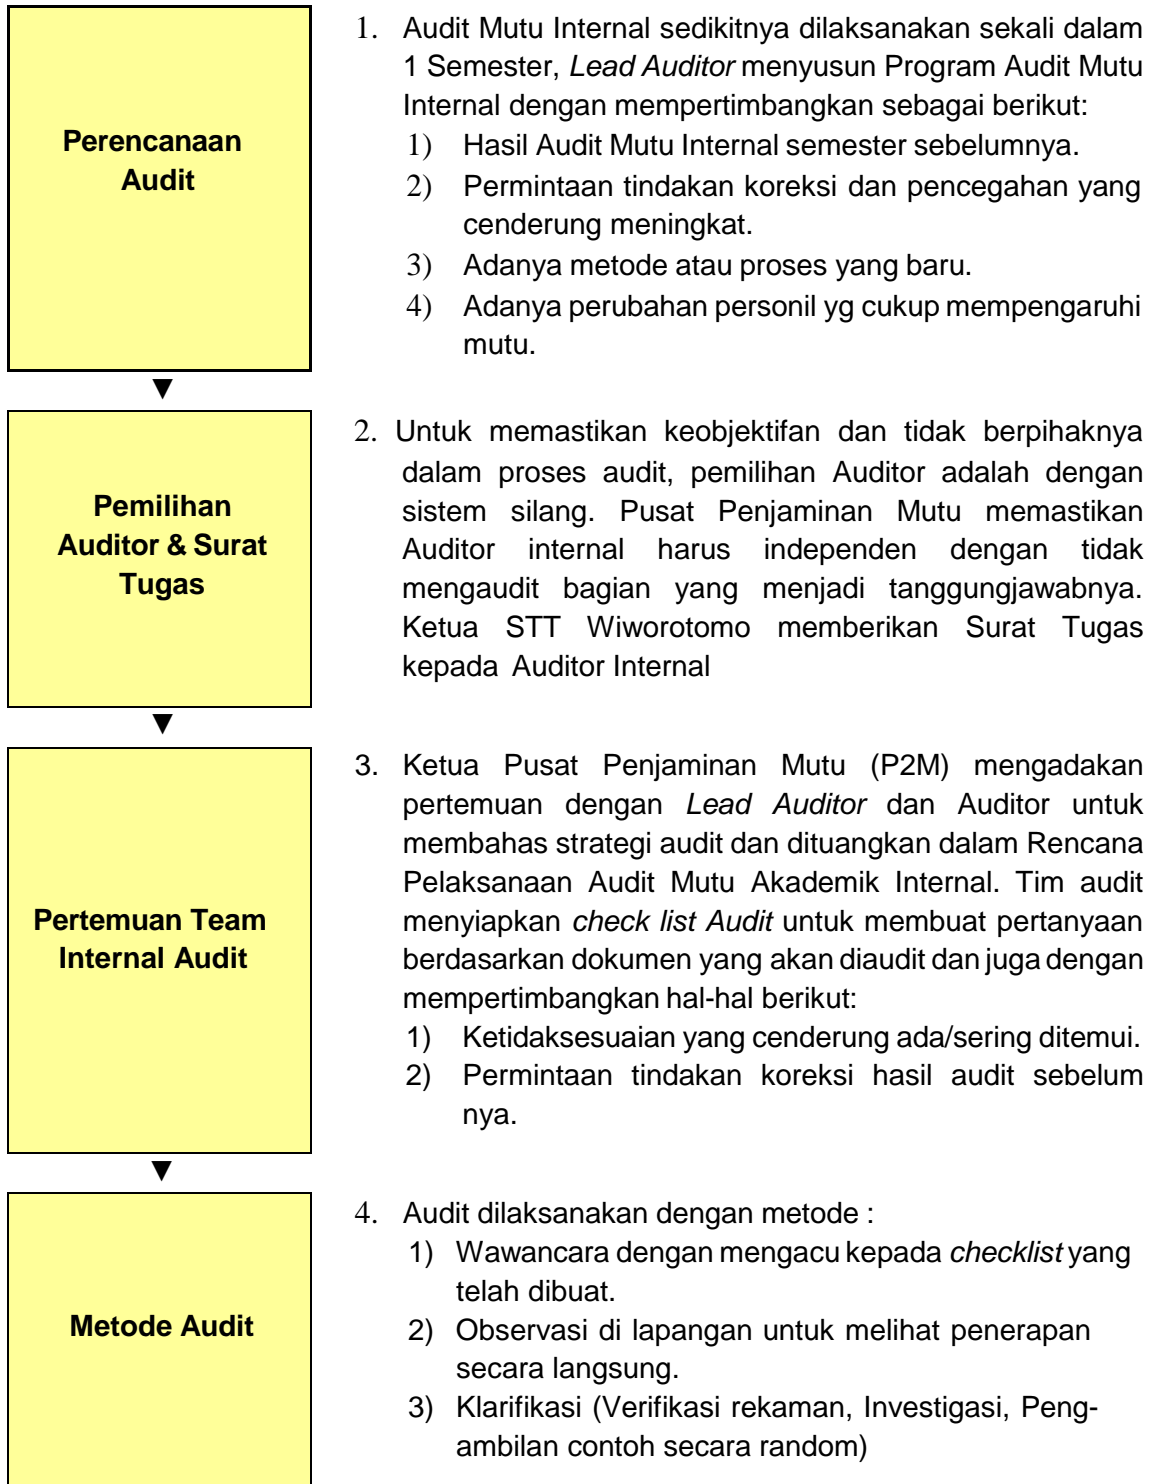 Perencanaan
Audit
1. Audit Mutu Internal sedikitnya dilaksanakan sekali dalam
1 Semester, Lead Auditor menyusun Program Audit Mutu
Internal dengan mempertimbangkan sebagai berikut:
1) Hasil Audit Mutu Internal semester sebelumnya.
2) Permintaan tindakan koreksi dan pencegahan yang
cenderung meningkat.
3) Adanya metode atau proses yang baru.
4) Adanya perubahan personil yg cukup mempengaruhi
mutu.
▼
Pemilihan
Auditor & Surat
Tugas
2. Untuk memastikan keobjektifan dan tidak berpihaknya
dalam proses audit, pemilihan Auditor adalah dengan
sistem silang. Pusat Penjaminan Mutu memastikan
Auditor internal harus independen dengan tidak
mengaudit bagian yang menjadi tanggungjawabnya.
Ketua STT Wiworotomo memberikan Surat Tugas
kepada Auditor Internal
▼
Pertemuan Team
Internal Audit
3. Ketua Pusat Penjaminan Mutu (P2M) mengadakan
pertemuan dengan Lead Auditor dan Auditor untuk
membahas strategi audit dan dituangkan dalam Rencana
Pelaksanaan Audit Mutu Akademik Internal. Tim audit
menyiapkan check list Audit untuk membuat pertanyaan
berdasarkan dokumen yang akan diaudit dan juga dengan
mempertimbangkan hal-hal berikut:
1) Ketidaksesuaian yang cenderung ada/sering ditemui.
2) Permintaan tindakan koreksi hasil audit sebelum
nya.
▼
Metode Audit
4. Audit dilaksanakan dengan metode :
1) Wawancara dengan mengacu kepada checklist yang
telah dibuat.
2) Observasi di lapangan untuk melihat penerapan
secara langsung.
3) Klarifikasi (Verifikasi rekaman, Investigasi, Peng-
ambilan contoh secara random)